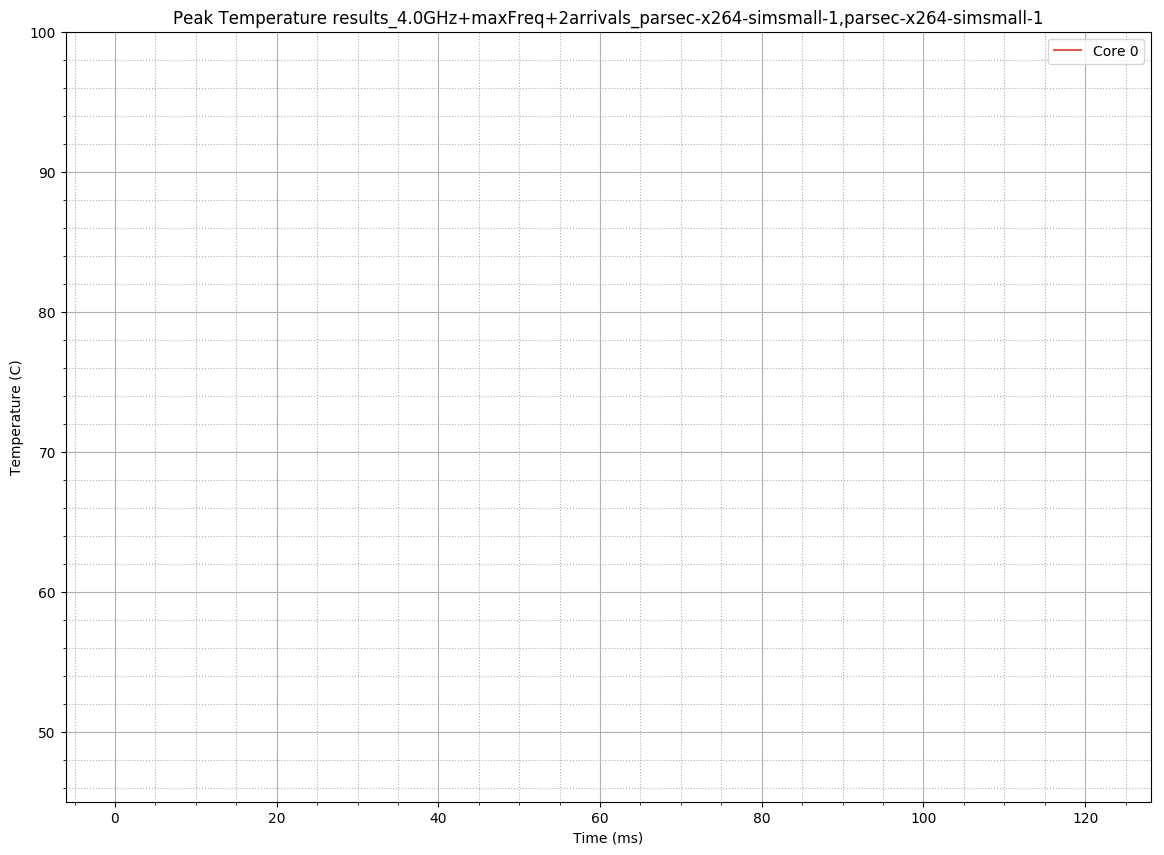 Peak Temperature results_4.0GHz+maxFreq+2arrivals_parsec-x264-simsmall-1,parsec-x264-simsmall-1
Core 0
100
90
80
70
60
50
Temperature (C)
0 20 40 60 80 100 120
Time (ms)